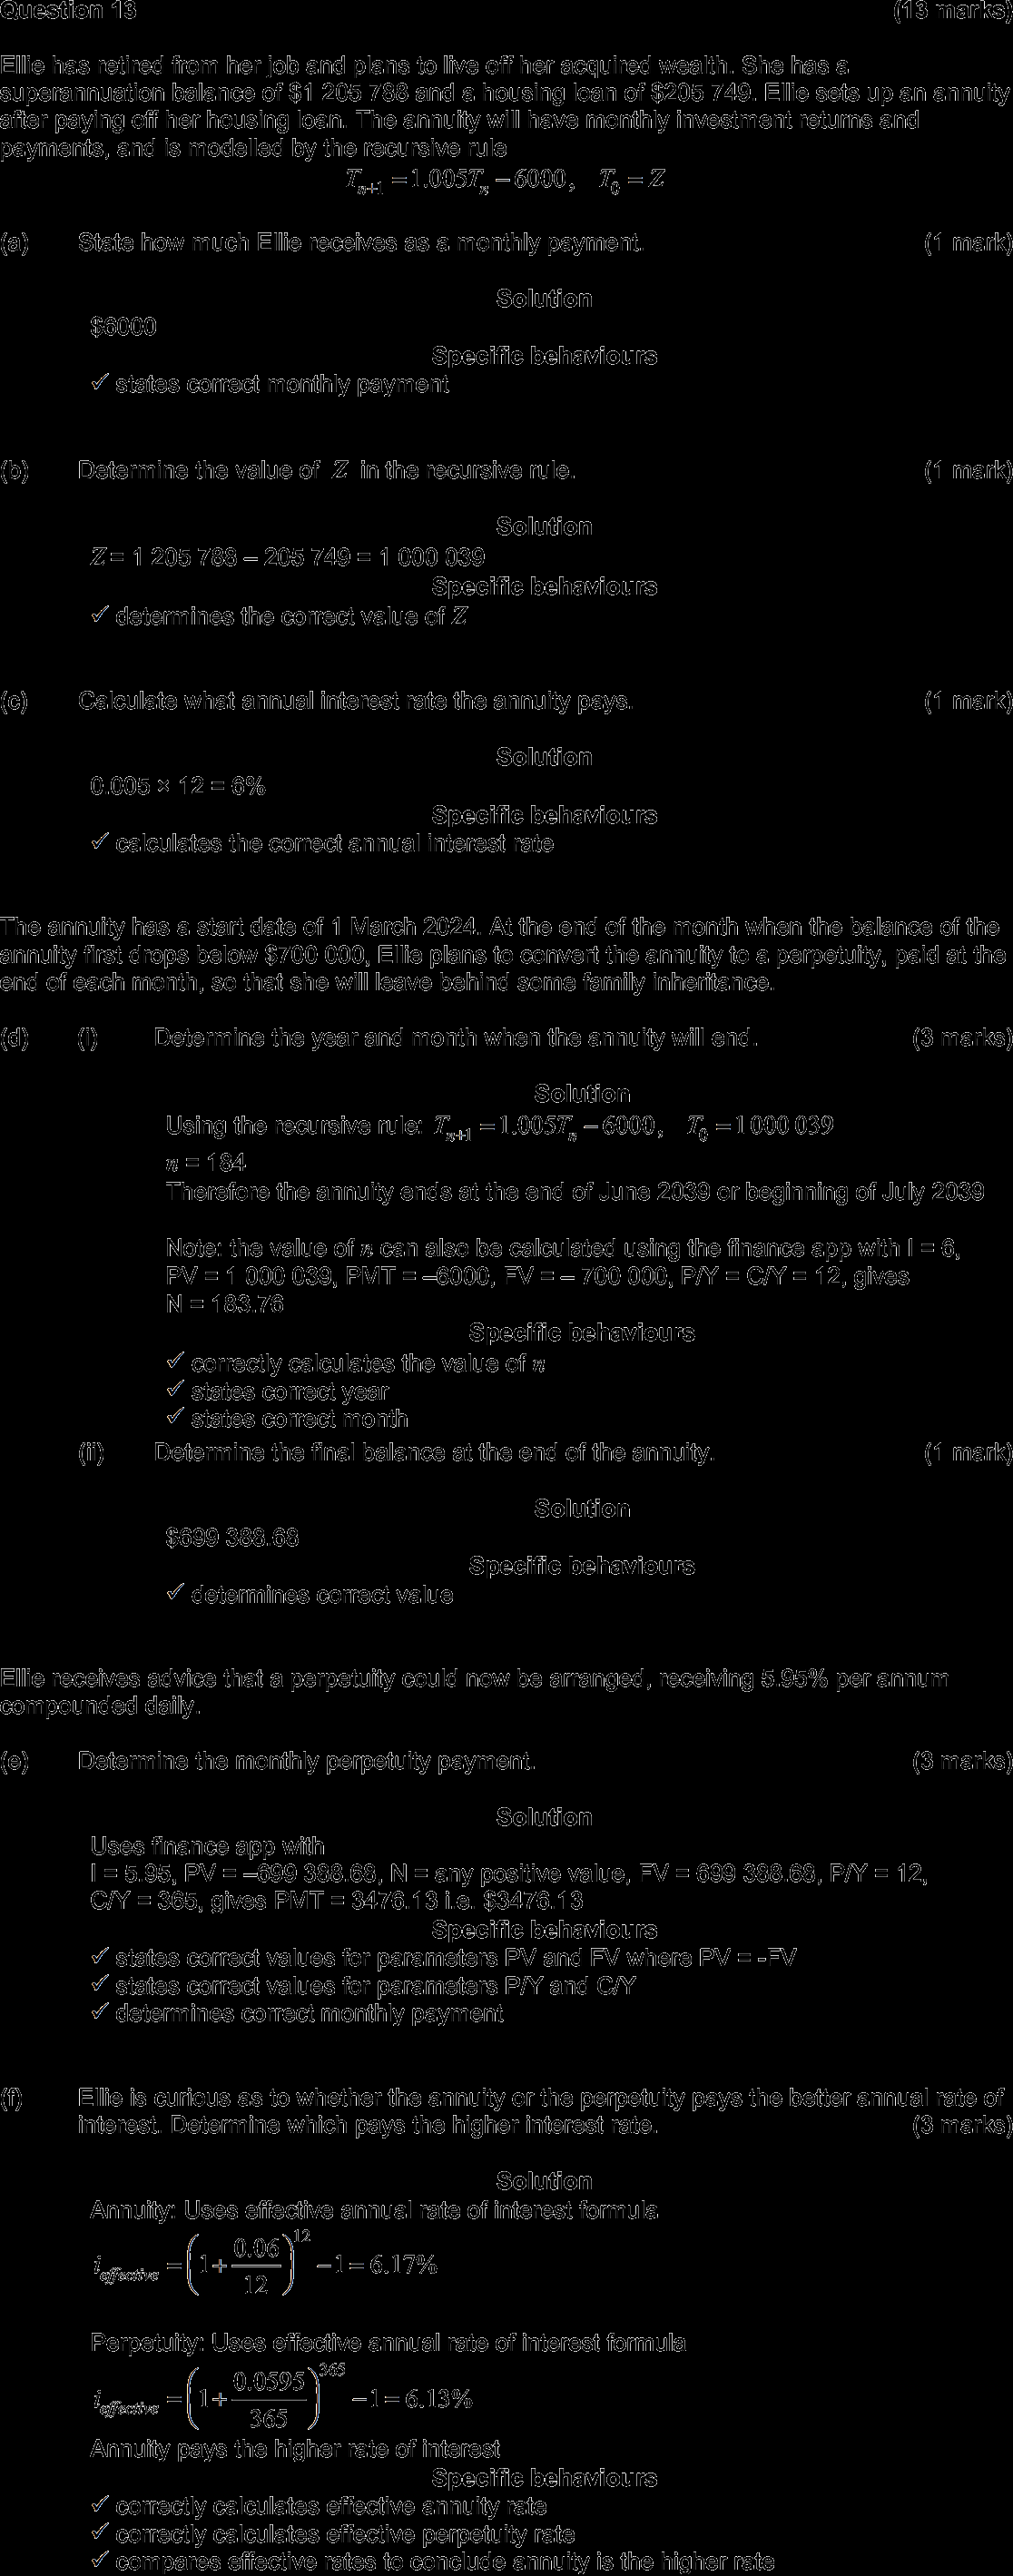 Question 13 (13 marks)
Ellie has retired from her job and plans to live off her acquired wealth. She has a
superannuation balance of $1 205 788 and a housing loan of $205 749. Ellie sets up an annuity
after paying off her housing loan. The annuity will have monthly investment returns and
payments, and is modelled by the recursive rule
Tₙ₊₁ = 1.005Tₙ − 6000, T₀ = Z
(a) State how much Ellie receives as a monthly payment. (1 mark)
Solution
$6000
Specific behaviours
✓ states correct monthly payment
(b) Determine the value of Z in the recursive rule. (1 mark)
Solution
Z = 1 205 788 – 205 749 = 1 000 039
Specific behaviours
✓ determines the correct value of Z
(c) Calculate what annual interest rate the annuity pays. (1 mark)
Solution
0.005 × 12 = 6%
Specific behaviours
✓ calculates the correct annual interest rate
The annuity has a start date of 1 March 2024. At the end of the month when the balance of the
annuity first drops below $700 000, Ellie plans to convert the annuity to a perpetuity, paid at the
end of each month, so that she will leave behind some family inheritance.
(d) (i) Determine the year and month when the annuity will end. (3 marks)
Solution
Using the recursive rule: Tₙ₊₁ = 1.005Tₙ − 6000, T₀ = 1 000 039
n = 184
Therefore the annuity ends at the end of June 2039 or beginning of July 2039
Note: the value of n can also be calculated using the finance app with I = 6,
PV = 1 000 039, PMT = –6000, FV = – 700 000, P/Y = C/Y = 12, gives
N = 183.76
Specific behaviours
✓ correctly calculates the value of n
✓ states correct year
✓ states correct month
(ii) Determine the final balance at the end of the annuity. (1 mark)
Solution
$699 388.68
Specific behaviours
✓ determines correct value
Ellie receives advice that a perpetuity could now be arranged, receiving 5.95% per annum
compounded daily.
(e) Determine the monthly perpetuity payment. (3 marks)
Solution
Uses finance app with
I = 5.95, PV = –699 388.68, N = any positive value, FV = 699 388.68, P/Y = 12,
C/Y = 365, gives PMT = 3476.13 i.e. $3476.13
Specific behaviours
✓ states correct values for parameters PV and FV where PV = -FV
✓ states correct values for parameters P/Y and C/Y
✓ determines correct monthly payment
(f) Ellie is curious as to whether the annuity or the perpetuity pays the better annual rate of
interest. Determine which pays the higher interest rate. (3 marks)
Solution
Annuity: Uses effective annual rate of interest formula
i_effective = (1 + 0.06/12)^12 − 1 = 6.17%
Perpetuity: Uses effective annual rate of interest formula
i_effective = (1 + 0.0595/365)^365 − 1 = 6.13%
Annuity pays the higher rate of interest
Specific behaviours
✓ correctly calculates effective annuity rate
✓ correctly calculates effective perpetuity rate
✓ compares effective rates to conclude annuity is the higher rate